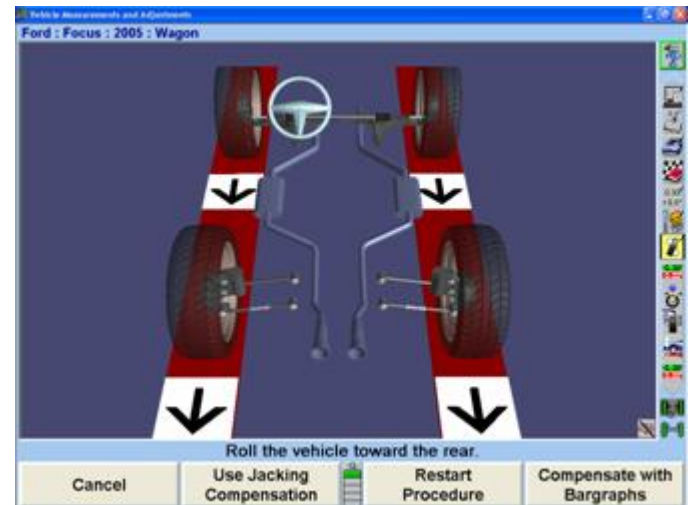 Vehicle Measurements and Adjustments
Ford : Focus : 2005 : Wagon
Roll the vehicle toward the rear.
Cancel
Use Jacking
Compensation
Restart
Procedure
Compensate with
Bargraphs